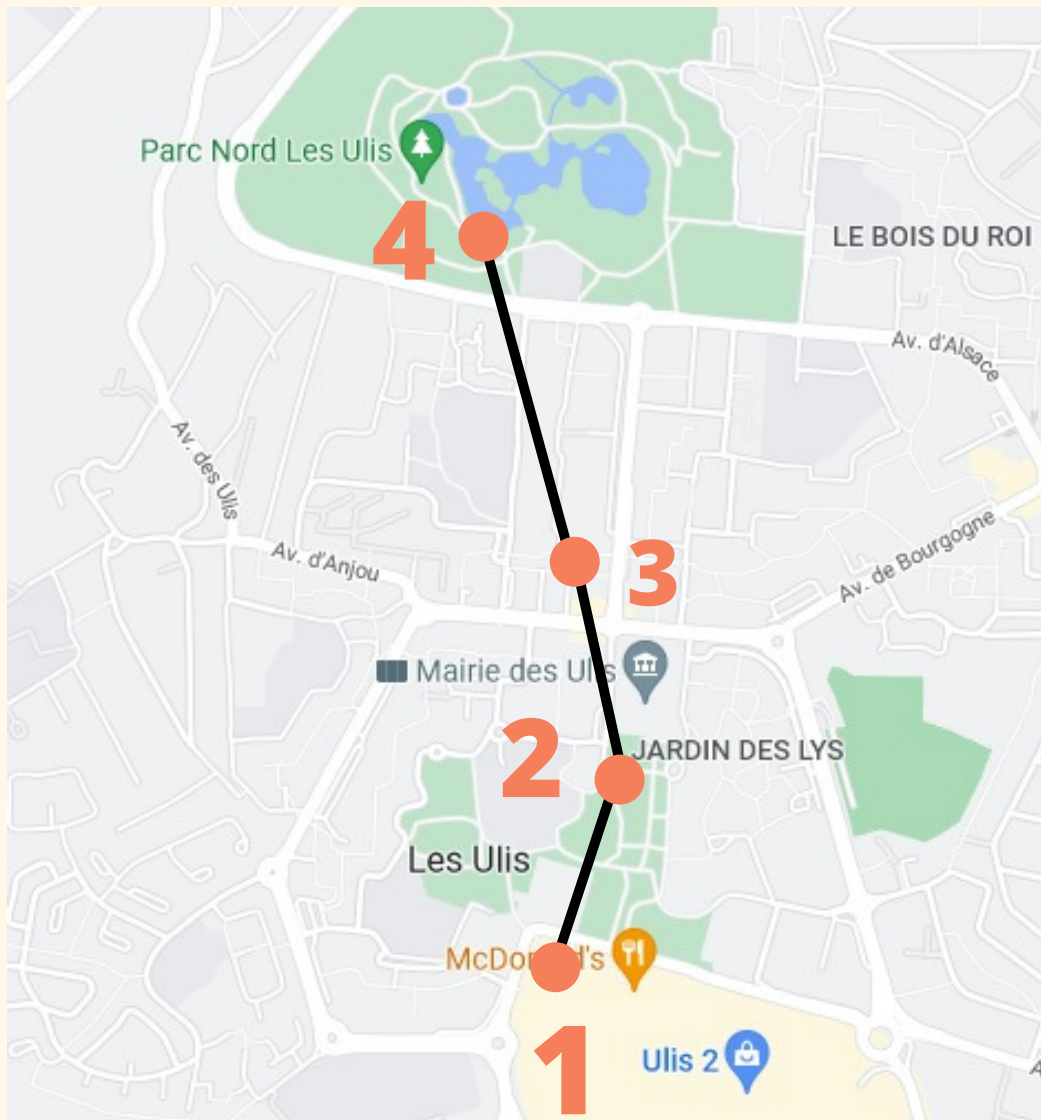 Parc Nord Les Ulis
4
LE BOIS DU ROI
Av. d'Alsace
Av. des Ulis
Av. d'Anjou
3
Av. de Bourgogne
Mairie des Ulis
2
JARDIN DES LYS
Les Ulis
McDonald's
1
Ulis 2